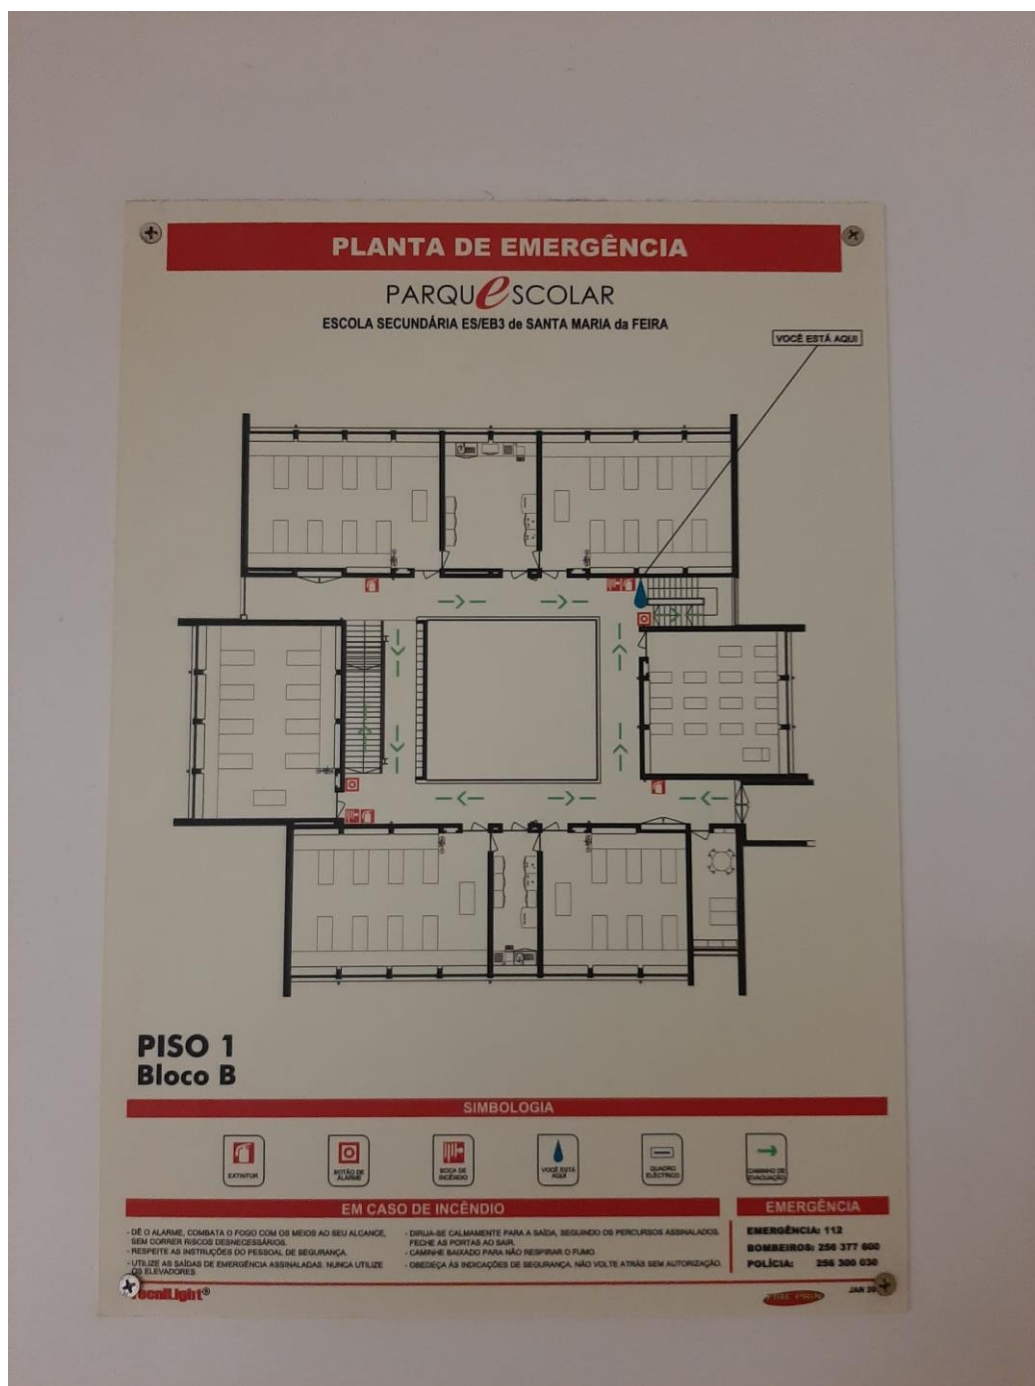 PLANTA DE EMERGÊNCIA
PARQUESCOLAR
ESCOLA SECUNDÁRIA ES/EB3 de SANTA MARIA da FEIRA
VOCÊ ESTÁ AQUI
PISO 1
Bloco B
SIMBOLOGIA
EXTINTOR
BOTÃO DE
ALARME
BOCA DE
INCÊNDIO
VOCÊ ESTÁ
AQUI
QUADRO
ELÉCTRICO
CAMINHO DE
EVACUAÇÃO
EM CASO DE INCÊNDIO
- DÊ O ALARME, COMBATA O FOGO COM OS MEIOS AO SEU ALCANCE,
SEM CORRER RISCOS DESNECESSÁRIOS.
- RESPEITE AS INSTRUÇÕES DO PESSOAL DE SEGURANÇA.
- UTILIZE AS SAÍDAS DE EMERGÊNCIA ASSINALADAS. NUNCA UTILIZE
OS ELEVADORES.
- DIRIJA-SE CALMAMENTE PARA A SAÍDA, SEGUINDO OS PERCURSOS ASSINALADOS.
FECHE AS PORTAS AO SAIR.
- CAMINHE BAIXADO PARA NÃO RESPIRAR O FUMO.
- OBEDEÇA ÀS INDICAÇÕES DE SEGURANÇA. NÃO VOLTE ATRÁS SEM AUTORIZAÇÃO.
EMERGÊNCIA
EMERGÊNCIA: 112
BOMBEIROS: 256 377 600
POLÍCIA: 256 300 030
TecniLight®
JAN 20